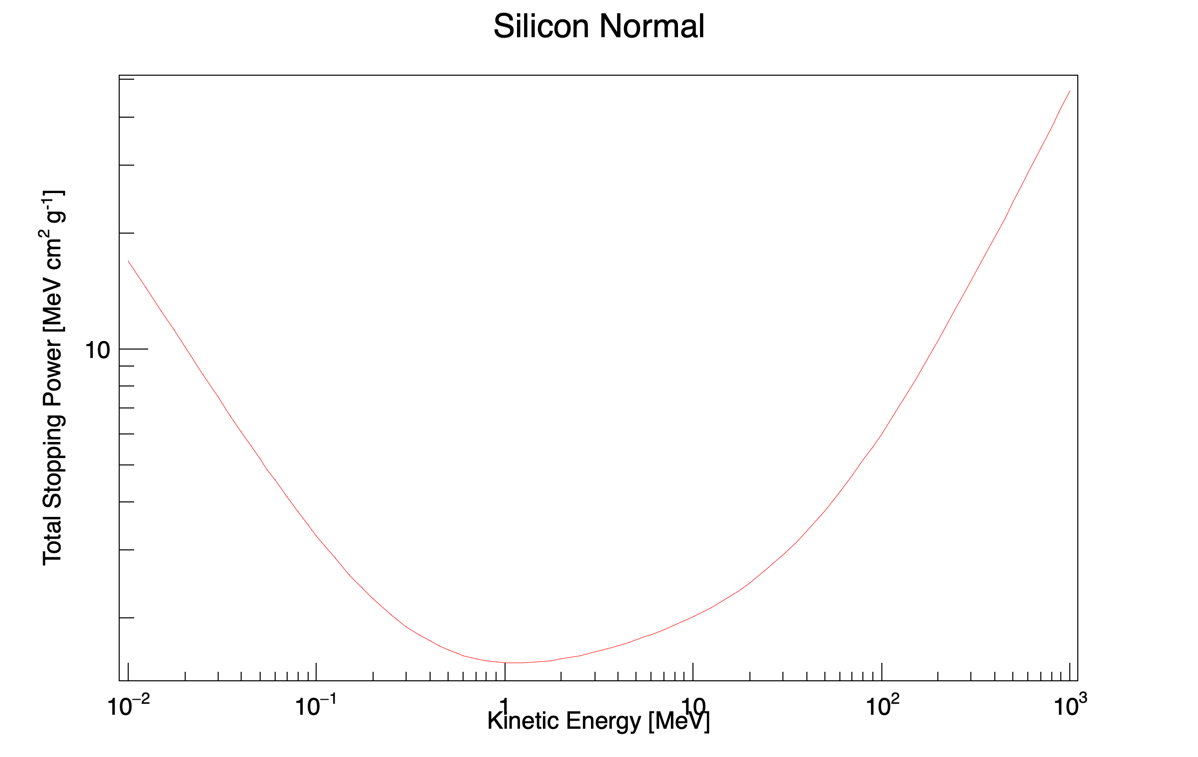 Silicon Normal
Total Stopping Power [MeV cm² g⁻¹]
10
10⁻² 10⁻¹ 1 10 10² 10³
Kinetic Energy [MeV]